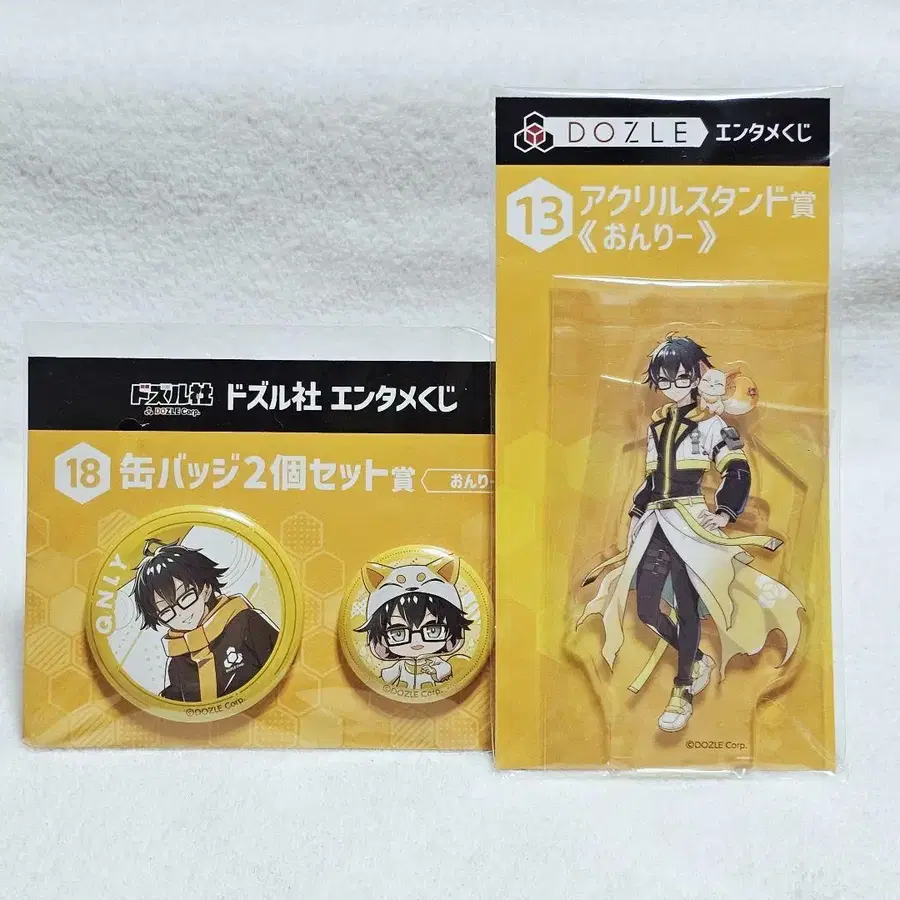 ドズル社
DOZLE Corp.
ドズル社 エンタメくじ
18 缶バッジ2個セット賞
おんりー
QNLY
©DOZLE Corp.
©DOZLE Corp.
DOZLE エンタメくじ
13 アクリルスタンド賞
《おんりー》
©DOZLE Corp.